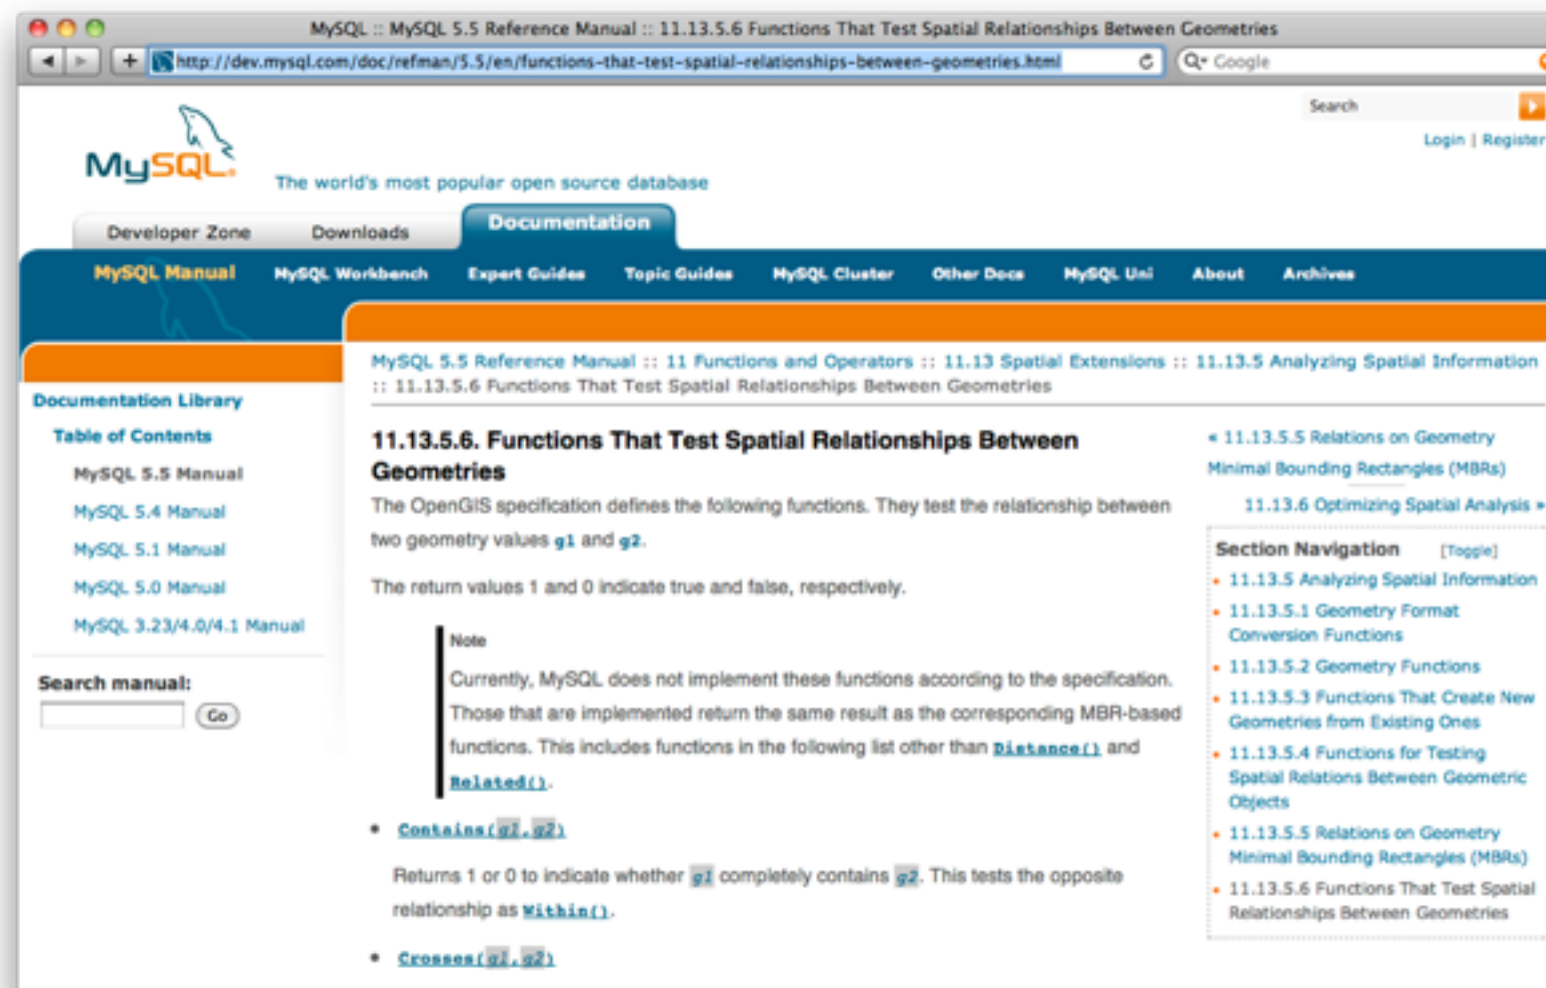 MySQL :: MySQL 5.5 Reference Manual :: 11.13.5.6 Functions That Test Spatial Relationships Between Geometries
http://dev.mysql.com/doc/refman/5.5/en/functions-that-test-spatial-relationships-between-geometries.html
Google
Search
Login | Register
MySQL
The world's most popular open source database
Developer Zone Downloads Documentation
MySQL Manual MySQL Workbench Expert Guides Topic Guides MySQL Cluster Other Docs MySQL Uni About Archives
MySQL 5.5 Reference Manual :: 11 Functions and Operators :: 11.13 Spatial Extensions :: 11.13.5 Analyzing Spatial Information
:: 11.13.5.6 Functions That Test Spatial Relationships Between Geometries
Documentation Library
Table of Contents
MySQL 5.5 Manual
MySQL 5.4 Manual
MySQL 5.1 Manual
MySQL 5.0 Manual
MySQL 3.23/4.0/4.1 Manual
Search manual:
Go
11.13.5.6. Functions That Test Spatial Relationships Between
Geometries
The OpenGIS specification defines the following functions. They test the relationship between
two geometry values g1 and g2.
The return values 1 and 0 indicate true and false, respectively.
Note
Currently, MySQL does not implement these functions according to the specification.
Those that are implemented return the same result as the corresponding MBR-based
functions. This includes functions in the following list other than Distance() and
Related().
• Contains(g1,g2)
Returns 1 or 0 to indicate whether g1 completely contains g2. This tests the opposite
relationship as Within().
• Crosses(g1,g2)
« 11.13.5.5 Relations on Geometry
Minimal Bounding Rectangles (MBRs)
11.13.6 Optimizing Spatial Analysis »
Section Navigation [Toggle]
• 11.13.5 Analyzing Spatial Information
• 11.13.5.1 Geometry Format
Conversion Functions
• 11.13.5.2 Geometry Functions
• 11.13.5.3 Functions That Create New
Geometries from Existing Ones
• 11.13.5.4 Functions for Testing
Spatial Relations Between Geometric
Objects
• 11.13.5.5 Relations on Geometry
Minimal Bounding Rectangles (MBRs)
• 11.13.5.6 Functions That Test Spatial
Relationships Between Geometries